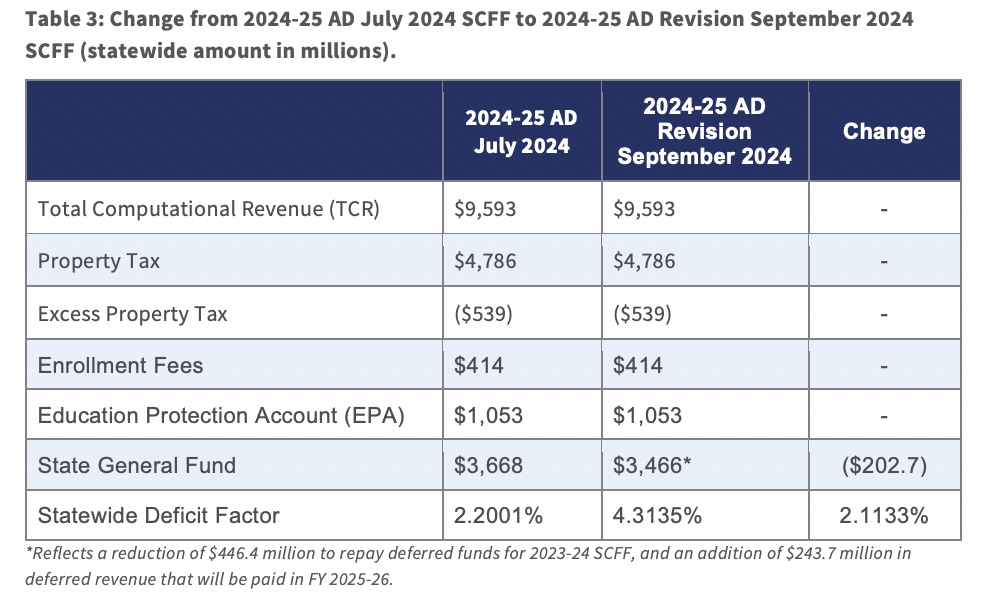 Table 3: Change from 2024-25 AD July 2024 SCFF to 2024-25 AD Revision September 2024
SCFF (statewide amount in millions).
2024-25 AD
July 2024
2024-25 AD
Revision
September 2024
Change
Total Computational Revenue (TCR) $9,593 $9,593 -
Property Tax $4,786 $4,786 -
Excess Property Tax ($539) ($539) -
Enrollment Fees $414 $414 -
Education Protection Account (EPA) $1,053 $1,053 -
State General Fund $3,668 $3,466* ($202.7)
Statewide Deficit Factor 2.2001% 4.3135% 2.1133%
*Reflects a reduction of $446.4 million to repay deferred funds for 2023-24 SCFF, and an addition of $243.7 million in
deferred revenue that will be paid in FY 2025-26.